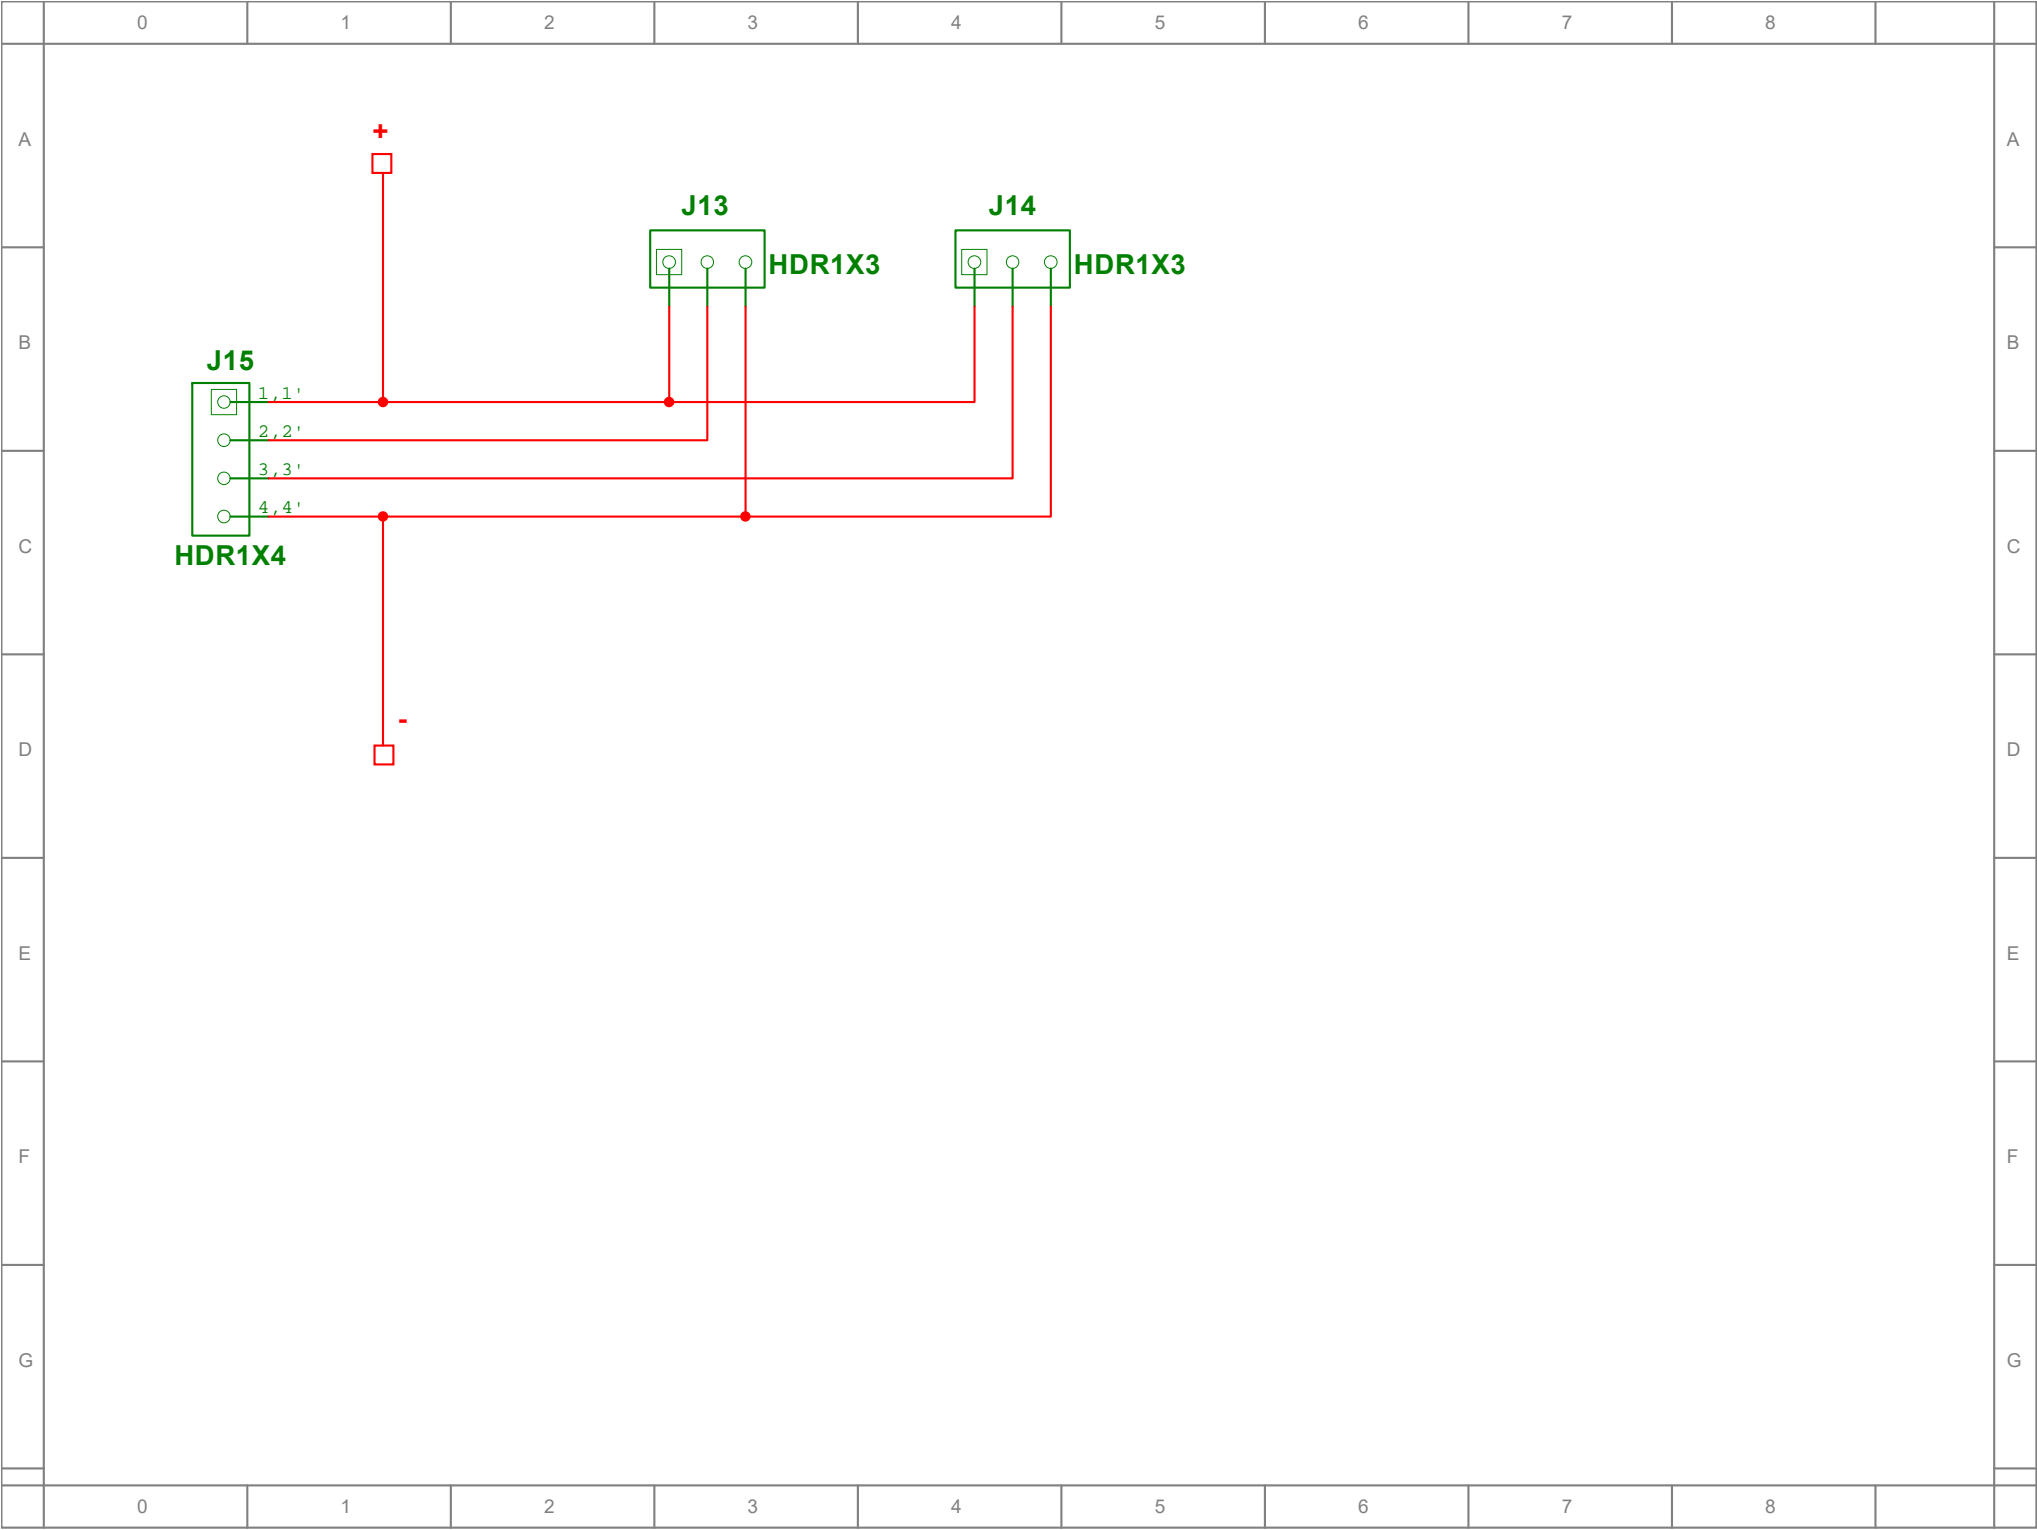 0 1 2 3 4 5 6 7 8
A A
+
J13 J14
HDR1X3 HDR1X3
B B
J15
1,1'
2,2'
3,3'
4,4'
C C
HDR1X4
-
D D
E E
F F
G G
0 1 2 3 4 5 6 7 8